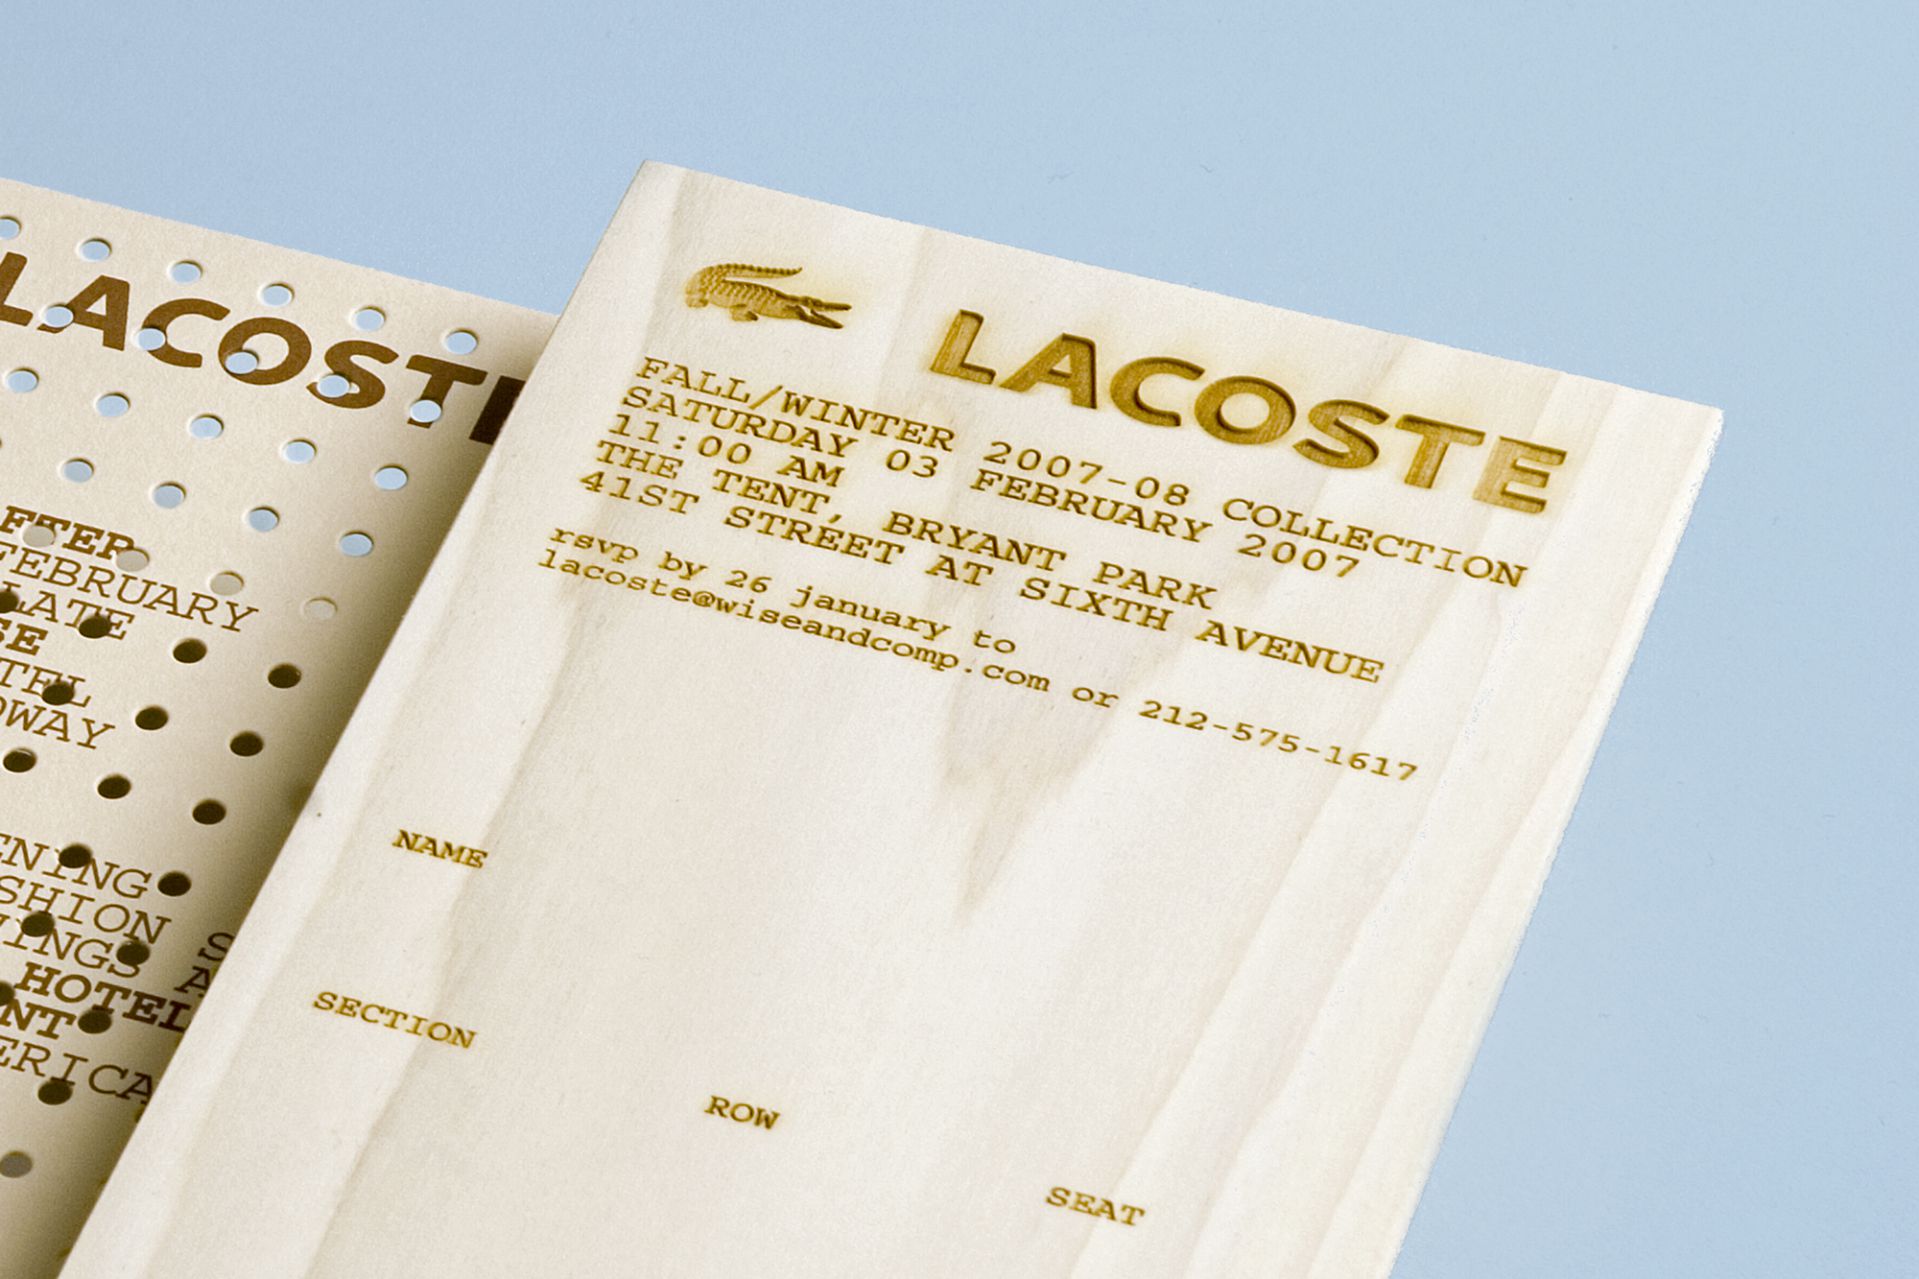 LACOSTE
FEBRUARY
HOTEL
LACOSTE
FALL/WINTER 2007-08 COLLECTION
SATURDAY 03 FEBRUARY 2007
11:00 AM
THE TENT, BRYANT PARK
41ST STREET AT SIXTH AVENUE
rsvp by 26 january to
lacoste@wiseandcomp.com or 212-575-1617
NAME
SECTION
ROW
SEAT